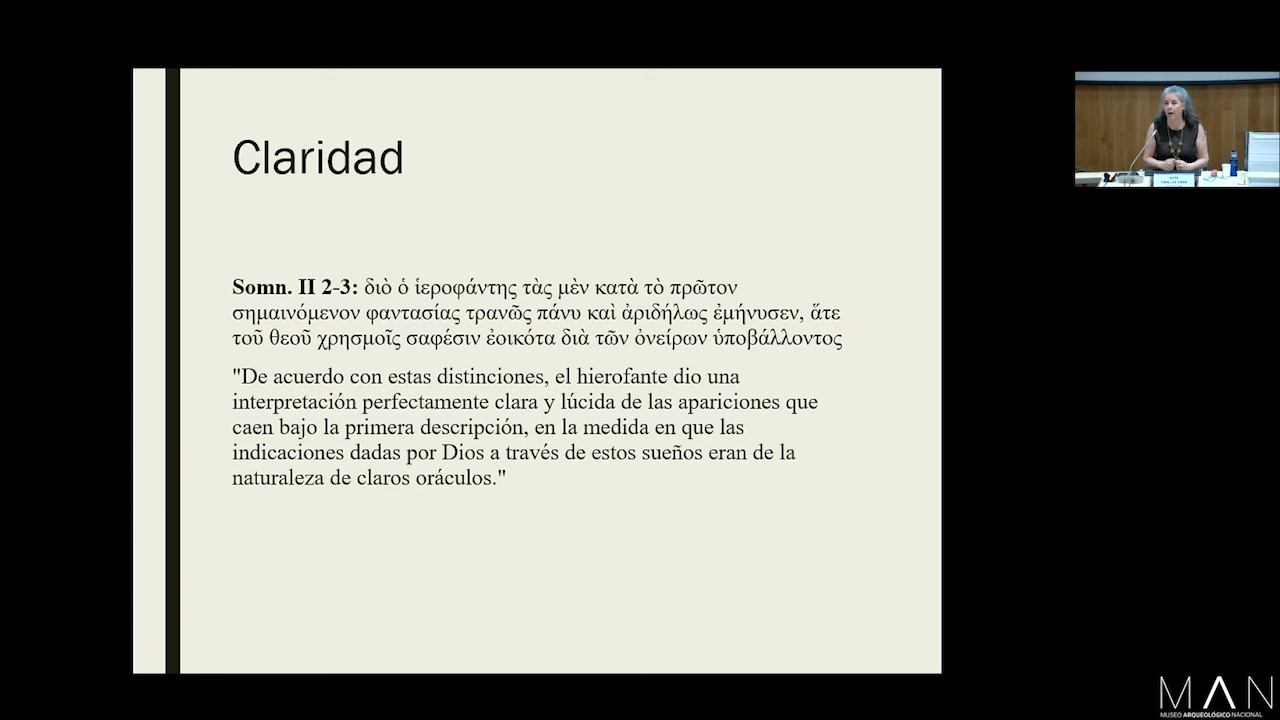 Claridad
Somn. II 2-3: διὸ ὁ ἱεροφάντης τὰς μὲν κατὰ τὸ πρῶτον
σημαινόμενον φαντασίας τρανῶς πάνυ καὶ ἀριδήλως ἐμήνυσεν, ἅτε
τοῦ θεοῦ χρησμοῖς σαφέσιν ἐοικότα διὰ τῶν ὀνείρων ὑποβάλλοντος
"De acuerdo con estas distinciones, el hierofante dio una
interpretación perfectamente clara y lúcida de las apariciones que
caen bajo la primera descripción, en la medida en que las
indicaciones dadas por Dios a través de estos sueños eran de la
naturaleza de claros oráculos."
MAN
MUSEO ARQUEOLÓGICO NACIONAL